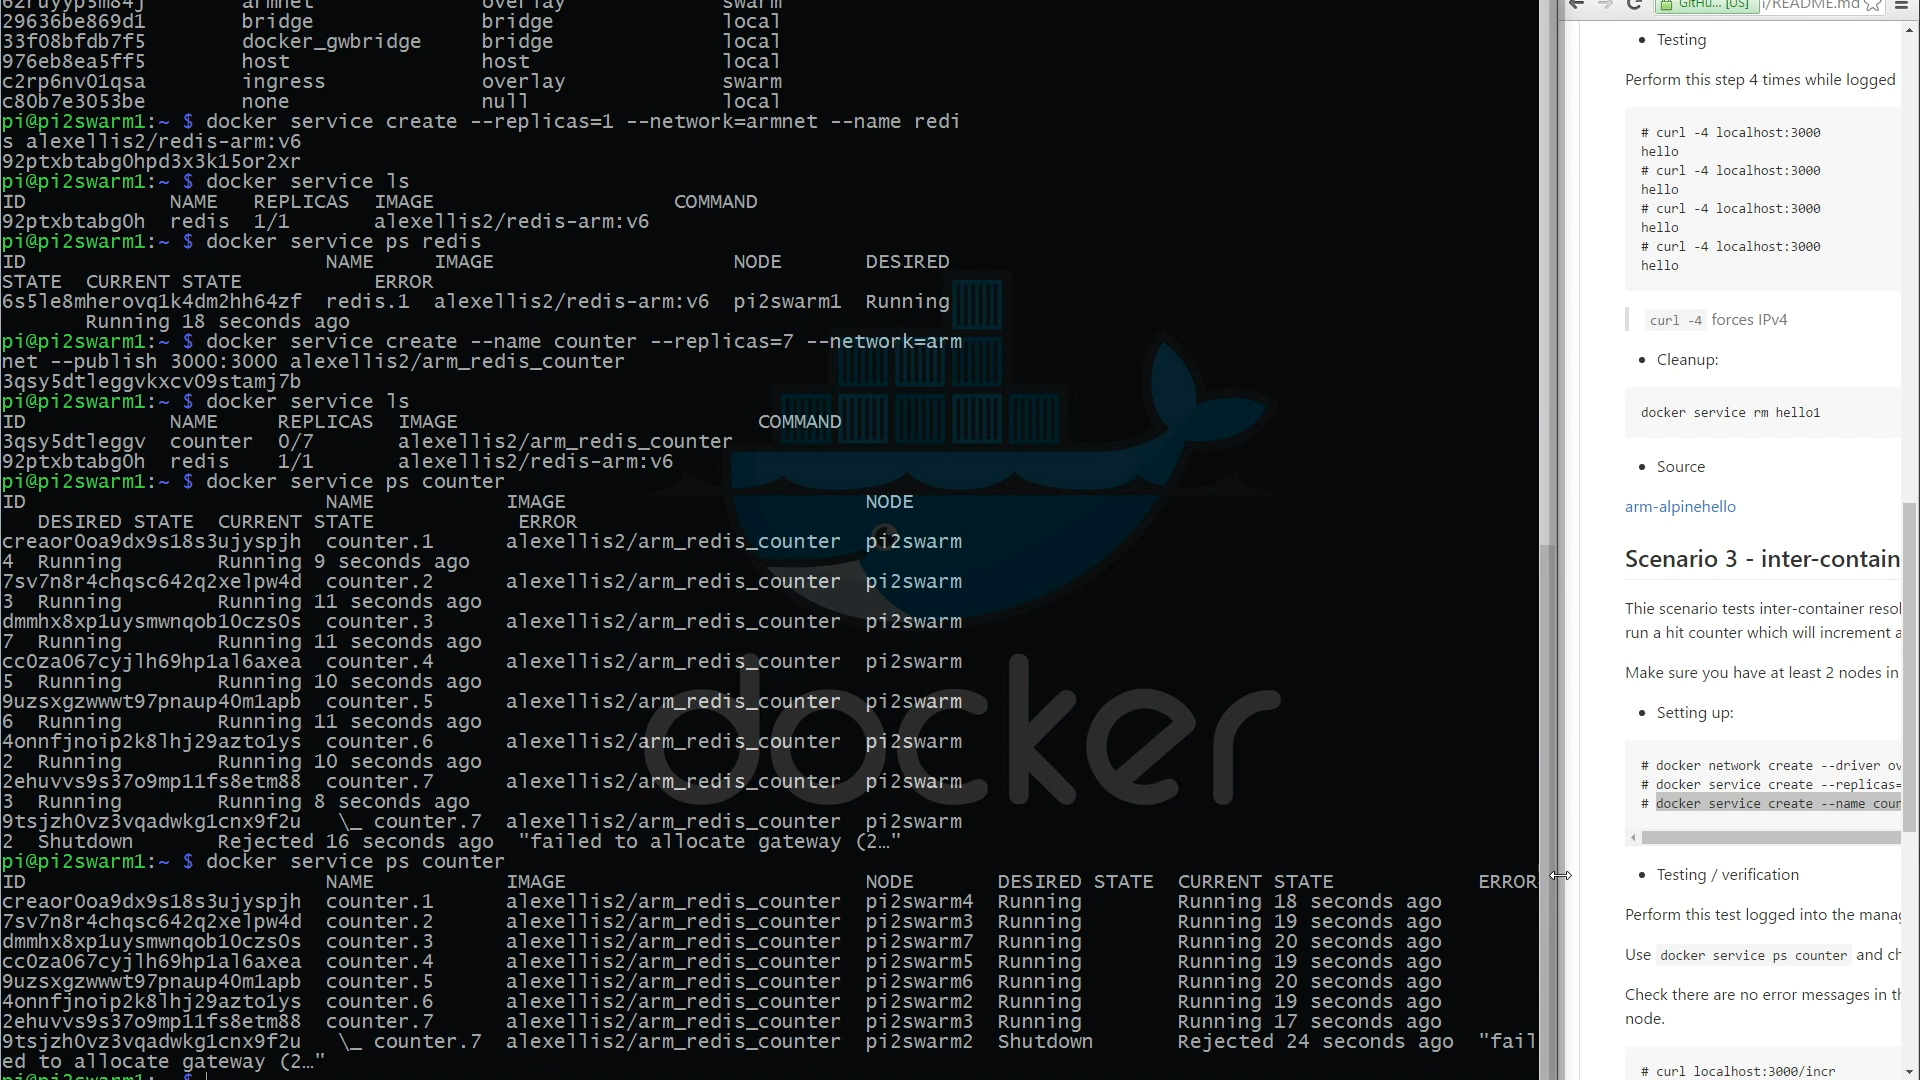 62ruyyp5m84j        armnet              overlay             swarm
29636be869d1        bridge              bridge              local
33f08bfdb7f5        docker_gwbridge     bridge              local
976eb8ea5ff5        host                host                local
c2rp6nv01qsa        ingress             overlay             swarm
c80b7e3053be        none                null                local
pi@pi2swarm1:~ $ docker service create --replicas=1 --network=armnet --name redi
s alexellis2/redis-arm:v6
92ptxbtabg0hpd3x3k15or2xr
pi@pi2swarm1:~ $ docker service ls
ID            NAME   REPLICAS  IMAGE                    COMMAND
92ptxbtabg0h  redis  1/1       alexellis2/redis-arm:v6
pi@pi2swarm1:~ $ docker service ps redis
ID                         NAME     IMAGE                    NODE       DESIRED
STATE  CURRENT STATE           ERROR
6s5le8mherovq1k4dm2hh64zf  redis.1  alexellis2/redis-arm:v6  pi2swarm1  Running
       Running 18 seconds ago
pi@pi2swarm1:~ $ docker service create --name counter --replicas=7 --network=arm
net --publish 3000:3000 alexellis2/arm_redis_counter
3qsy5dtleggvkxcv09stamj7b
pi@pi2swarm1:~ $ docker service ls
ID            NAME     REPLICAS  IMAGE                         COMMAND
3qsy5dtleggv  counter  0/7       alexellis2/arm_redis_counter
92ptxbtabg0h  redis    1/1       alexellis2/redis-arm:v6
pi@pi2swarm1:~ $ docker service ps counter
ID                         NAME           IMAGE                         NODE
   DESIRED STATE  CURRENT STATE            ERROR
creaor0oa9dx9s18s3ujyspjh  counter.1      alexellis2/arm_redis_counter  pi2swarm
4  Running        Running 9 seconds ago
7sv7n8r4chqsc642q2xelpw4d  counter.2      alexellis2/arm_redis_counter  pi2swarm
3  Running        Running 11 seconds ago
dmmhx8xp1uysmwnqob10czs0s  counter.3      alexellis2/arm_redis_counter  pi2swarm
7  Running        Running 11 seconds ago
cc0za067cyjlh69hp1al6axea  counter.4      alexellis2/arm_redis_counter  pi2swarm
5  Running        Running 10 seconds ago
9uzsxgzwwwt97pnaup40m1apb  counter.5      alexellis2/arm_redis_counter  pi2swarm
6  Running        Running 11 seconds ago
4onnfjnoip2k8lhj29azto1ys  counter.6      alexellis2/arm_redis_counter  pi2swarm
2  Running        Running 10 seconds ago
2ehuvvs9s37o9mp11fs8etm88  counter.7      alexellis2/arm_redis_counter  pi2swarm
3  Running        Running 8 seconds ago
9tsjzh0vz3vqadwkg1cnx9f2u   \_ counter.7  alexellis2/arm_redis_counter  pi2swarm
2  Shutdown       Rejected 16 seconds ago  "failed to allocate gateway (2…"
pi@pi2swarm1:~ $ docker service ps counter
ID                         NAME           IMAGE                         NODE       DESIRED STATE  CURRENT STATE            ERROR
creaor0oa9dx9s18s3ujyspjh  counter.1      alexellis2/arm_redis_counter  pi2swarm4  Running        Running 18 seconds ago
7sv7n8r4chqsc642q2xelpw4d  counter.2      alexellis2/arm_redis_counter  pi2swarm3  Running        Running 19 seconds ago
dmmhx8xp1uysmwnqob10czs0s  counter.3      alexellis2/arm_redis_counter  pi2swarm7  Running        Running 20 seconds ago
cc0za067cyjlh69hp1al6axea  counter.4      alexellis2/arm_redis_counter  pi2swarm5  Running        Running 19 seconds ago
9uzsxgzwwwt97pnaup40m1apb  counter.5      alexellis2/arm_redis_counter  pi2swarm6  Running        Running 20 seconds ago
4onnfjnoip2k8lhj29azto1ys  counter.6      alexellis2/arm_redis_counter  pi2swarm2  Running        Running 19 seconds ago
2ehuvvs9s37o9mp11fs8etm88  counter.7      alexellis2/arm_redis_counter  pi2swarm3  Running        Running 17 seconds ago
9tsjzh0vz3vqadwkg1cnx9f2u   \_ counter.7  alexellis2/arm_redis_counter  pi2swarm2  Shutdown       Rejected 24 seconds ago  "fail
ed to allocate gateway (2…"
pi@pi2swarm1:~ $
docker
GitHu... [US] i/README.md
• Testing
Perform this step 4 times while logged
# curl -4 localhost:3000
hello
# curl -4 localhost:3000
hello
# curl -4 localhost:3000
hello
# curl -4 localhost:3000
hello
curl -4 forces IPv4
• Cleanup:
docker service rm hello1
• Source
arm-alpinehello
Scenario 3 - inter-contain
Thie scenario tests inter-container resol
run a hit counter which will increment a
Make sure you have at least 2 nodes in
• Setting up:
# docker network create --driver ov
# docker service create --replicas=
# docker service create --name coun
• Testing / verification
Perform this test logged into the manag
Use docker service ps counter and ch
Check there are no error messages in th
node.
# curl localhost:3000/incr